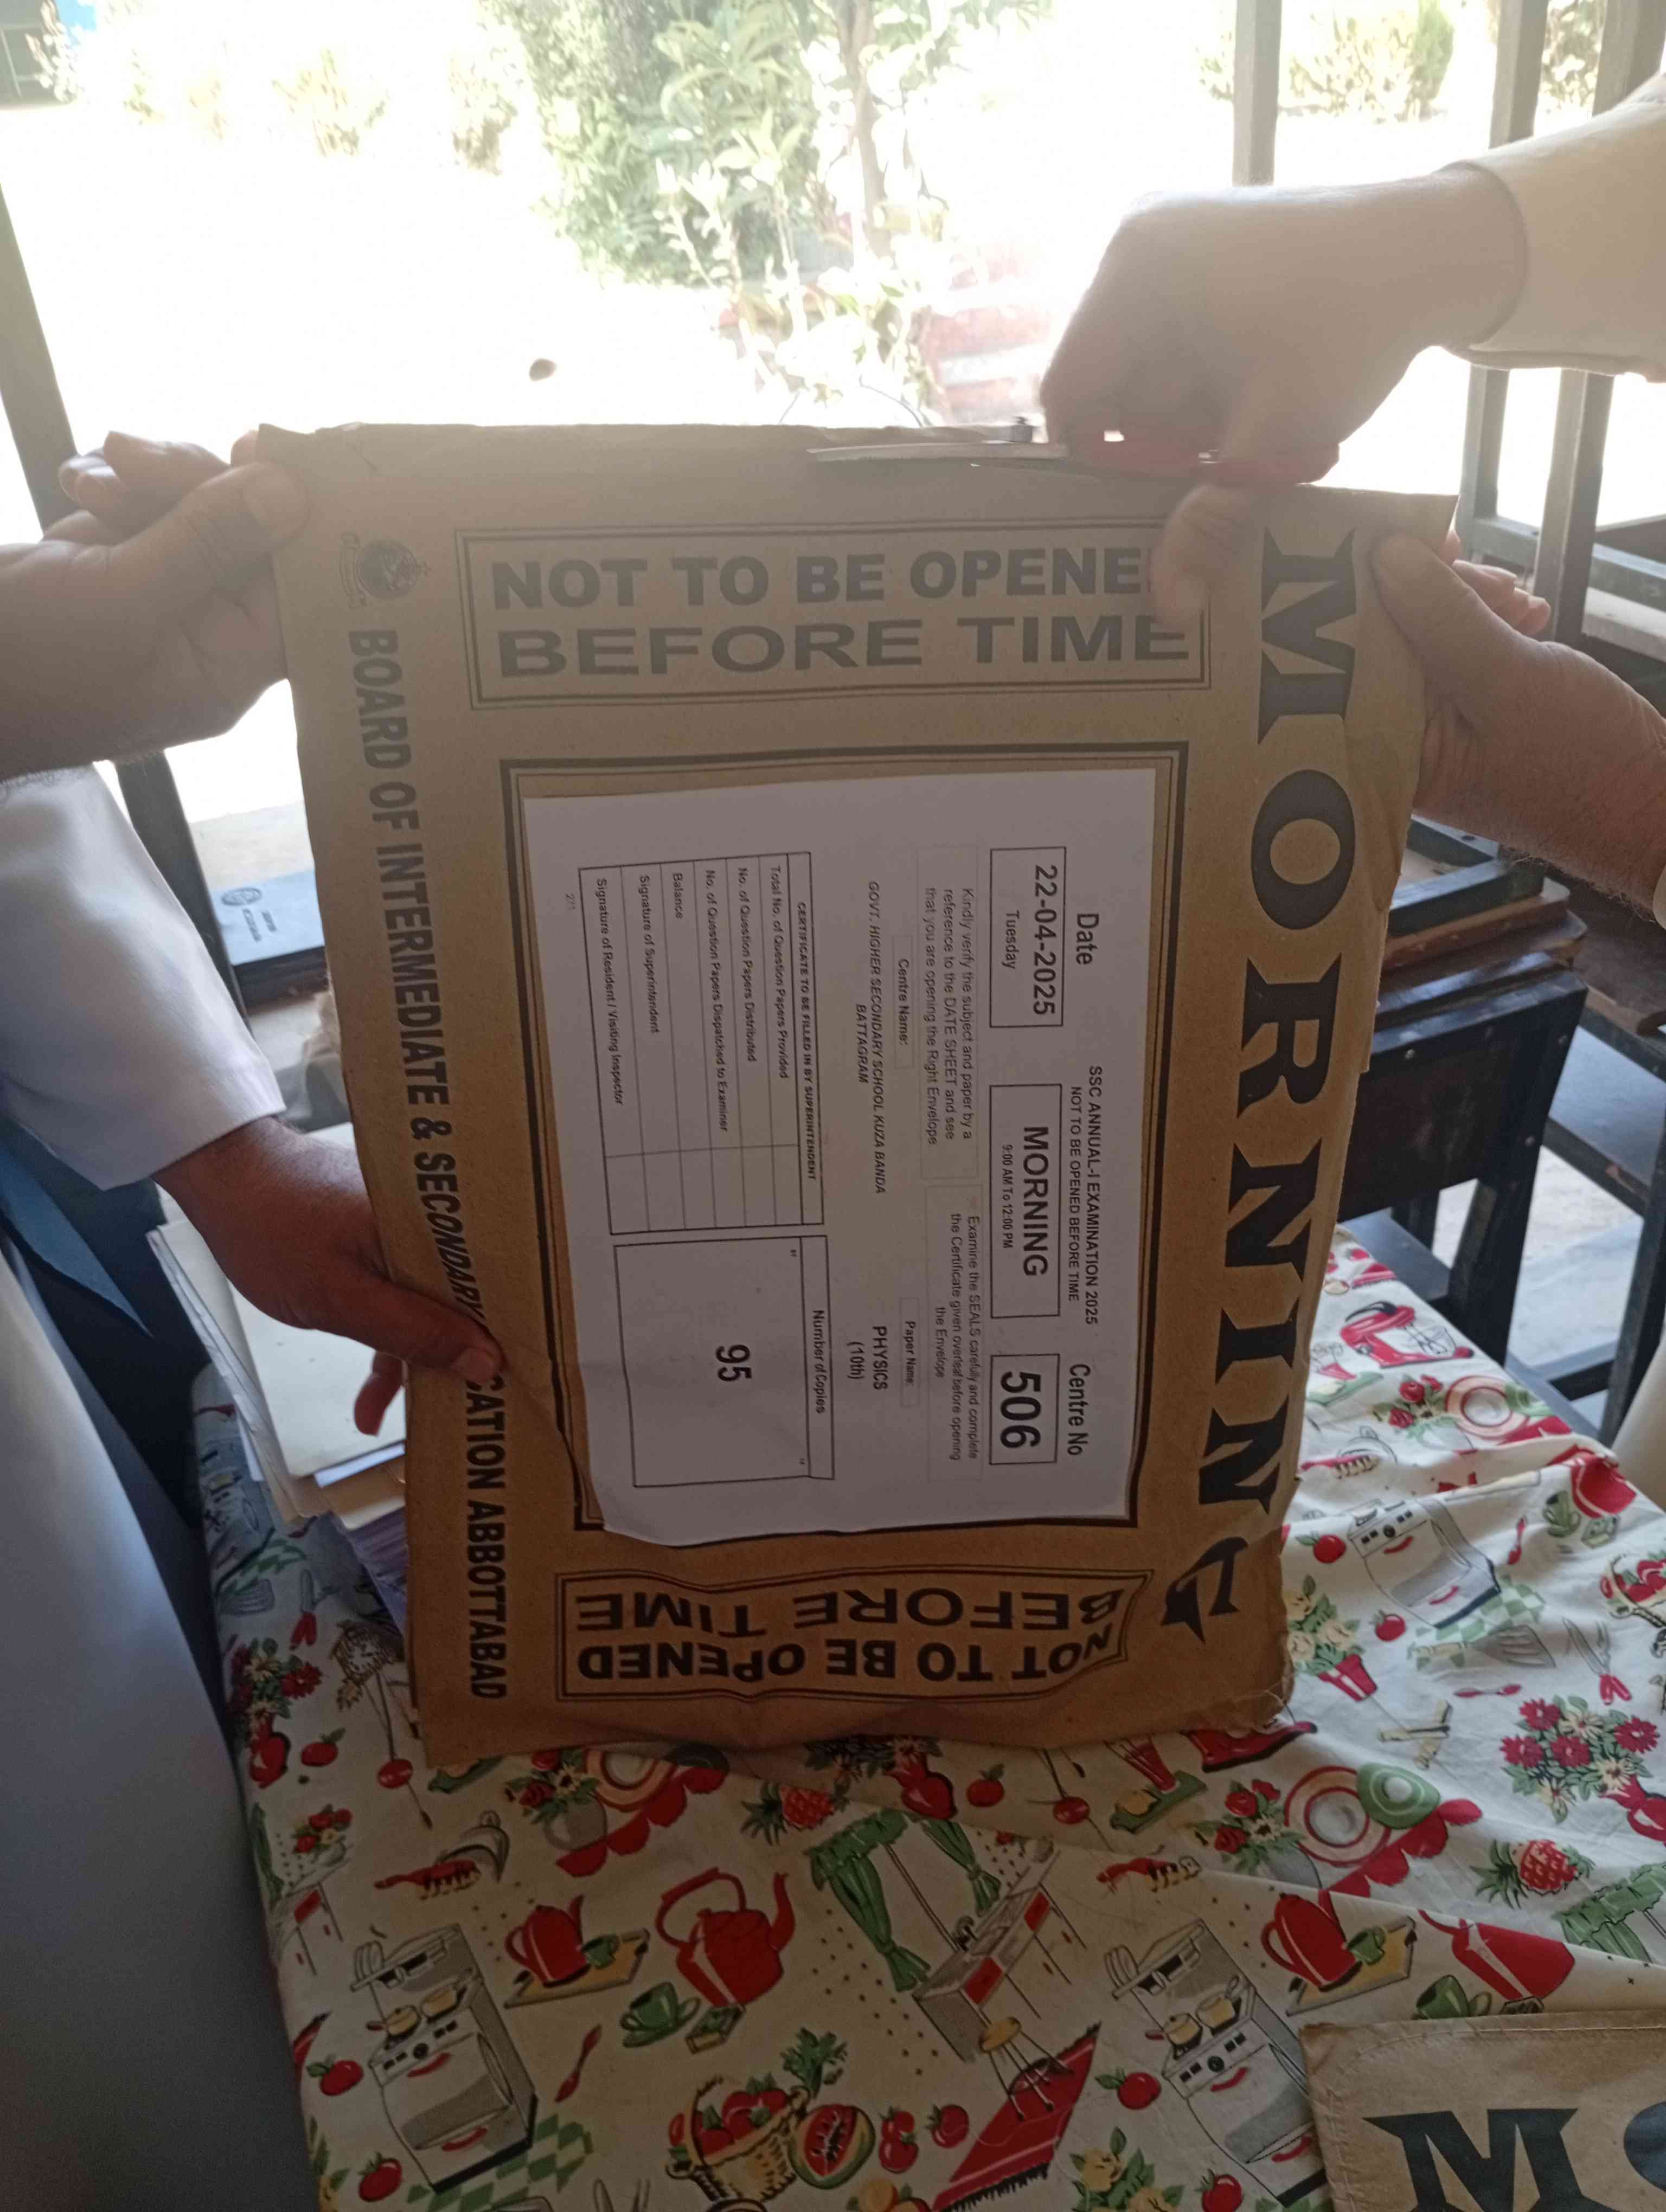 MORNING
NOT TO BE OPENE
BEFORE TIME
SSC ANNUAL-I EXAMINATION 2025
NOT TO BE OPENED BEFORE TIME
Date
Centre No
22-04-2025
Tuesday
MORNING
9:00 AM To 12:00 PM
506
Kindly verify the subject and paper by a
reference to the DATE SHEET and see
that you are opening the Right Envelope
Examine the SEALS carefully and complete
the Certificate given overleaf before opening
the Envelope
Centre Name:
Paper Name:
GOVT. HIGHER SECONDARY SCHOOL KUZA BANDA
BATTAGRAM
PHYSICS
(10th)
CERTIFICATE TO BE FILLED IN BY SUPERINTENDENT
Total No. of Question Papers Provided
No. of Question Papers Distributed
No. of Question Papers Dispatched to Examiner
Balance
Signature of Superintendent
Signature of Resident / Visiting Inspector
Number of Copies
95
271
NOT TO BE OPENED
BEFORE TIME
BOARD OF INTERMEDIATE & SECONDARY CATION ABBOTTABAD
M